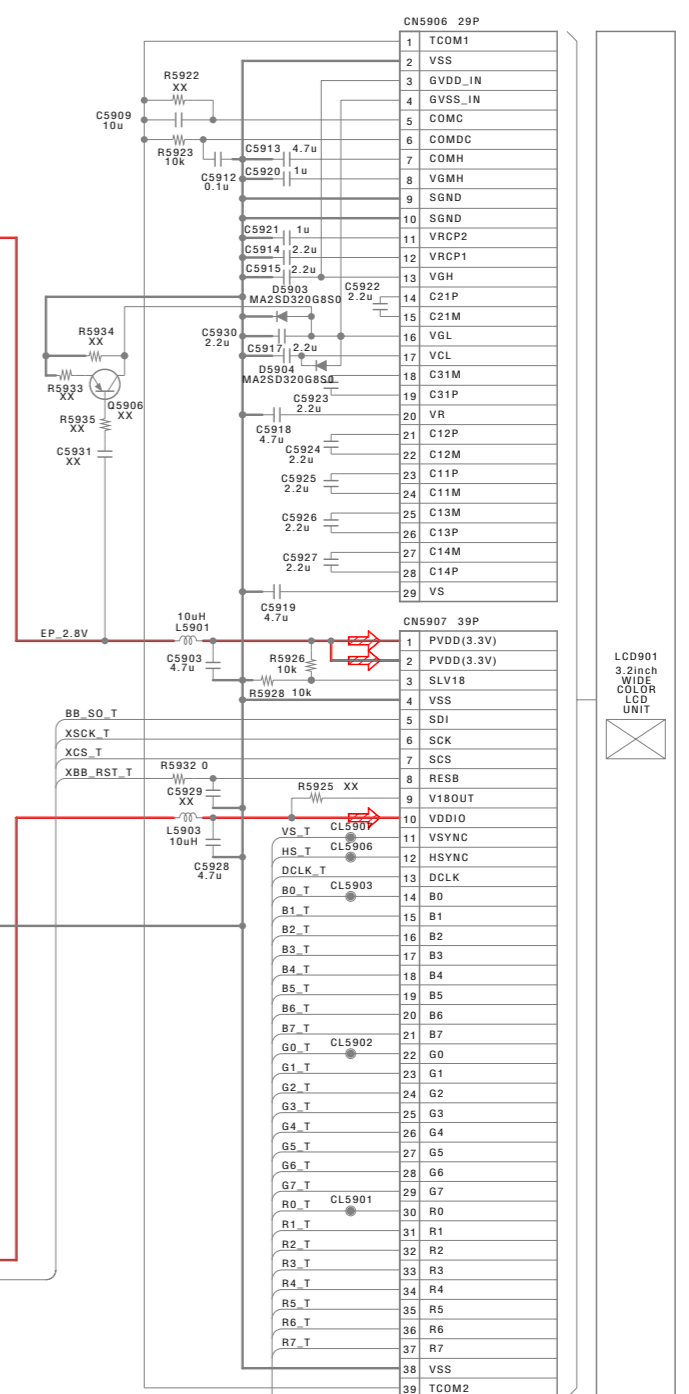 CN5906 29P
1 TCOM1
2 VSS
3 GVDD_IN
4 GVSS_IN
5 COMC
6 COMDC
7 COMH
8 VGMH
9 SGND
10 SGND
11 VRCP2
12 VRCP1
13 VGH
14 C21P
15 C21M
16 VGL
17 VCL
18 C31M
19 C31P
20 VR
21 C12P
22 C12M
23 C11P
24 C11M
25 C13M
26 C13P
27 C14M
28 C14P
29 VS
R5922
XX
C5909
10u
R5923
10k
C5912
0.1u
C5913 4.7u
C5920 1u
C5921 1u
C5914 2.2u
C5915 2.2u
D5903
MA2SD320G8S0
C5922
2.2u
C5930
2.2u
C5917 2.2u
D5904
MA2SD320G8S0
C5923
2.2u
C5918
4.7u
C5924
2.2u
C5925
2.2u
C5926
2.2u
C5927
2.2u
C5919
4.7u
R5934
XX
R5933
XX
Q5906
XX
R5935
XX
C5931
XX
CN5907 39P
1 PVDD(3.3V)
2 PVDD(3.3V)
3 SLV18
4 VSS
5 SDI
6 SCK
7 SCS
8 RESB
9 V18OUT
10 VDDIO
11 VSYNC
12 HSYNC
13 DCLK
14 B0
15 B1
16 B2
17 B3
18 B4
19 B5
20 B6
21 B7
22 G0
23 G1
24 G2
25 G3
26 G4
27 G5
28 G6
29 G7
30 R0
31 R1
32 R2
33 R3
34 R4
35 R5
36 R6
37 R7
38 VSS
39 TCOM2
EP_2.8V
10uH
L5901
C5903
4.7u
R5926
10k
R5928 10k
BB_SO_T
XSCK_T
XCS_T
XBB_RST_T
R5932 0
C5929
XX
R5925 XX
L5903
10uH
C5928
4.7u
VS_T CL5907
HS_T CL5906
DCLK_T
B0_T CL5903
B1_T
B2_T
B3_T
B4_T
B5_T
B6_T
B7_T
G0_T CL5902
G1_T
G2_T
G3_T
G4_T
G5_T
G6_T
G7_T
R0_T CL5901
R1_T
R2_T
R3_T
R4_T
R5_T
R6_T
R7_T
LCD901
3.2inch
WIDE
COLOR
LCD
UNIT